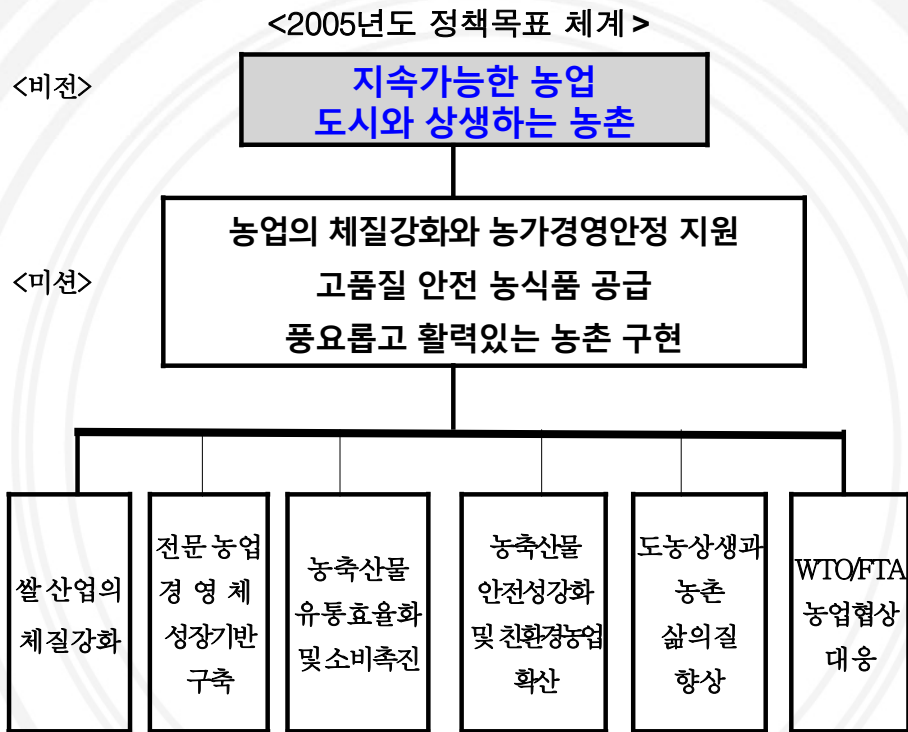 <2005년도 정책목표 체계>
<비전>
지속가능한 농업
도시와 상생하는 농촌
<미션>
농업의 체질강화와 농가경영안정 지원
고품질 안전 농식품 공급
풍요롭고 활력있는 농촌 구현
쌀 산업의
체질강화
전문 농업
경 영 체
성장기반
구축
농축산물
유통효율화
및 소비촉진
농축산물
안전성강화
및 친환경농업
확산
도농상생과
농촌
삶의질
향상
WTO/FTA
농업협상
대응